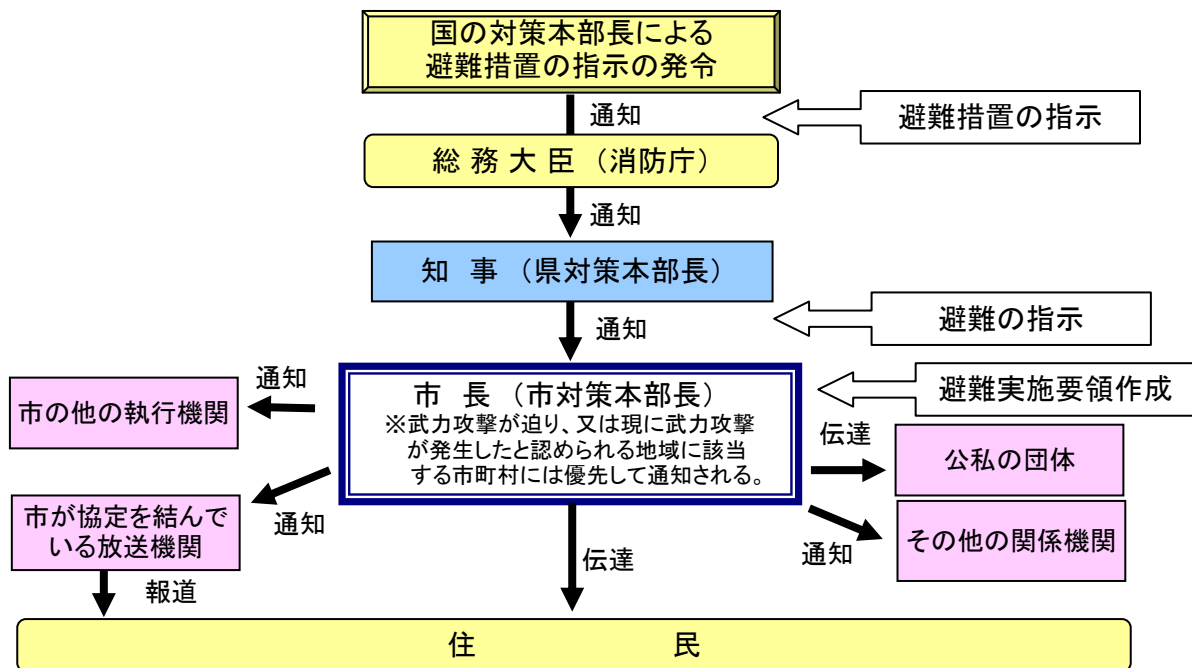 国の対策本部長による
避難措置の指示の発令
通知
避難措置の指示
総務大臣（消防庁）
通知
知事（県対策本部長）
通知
避難の指示
市長（市対策本部長）
※武力攻撃が迫り、又は現に武力攻撃
が発生したと認められる地域に該当
する市町村には優先して通知される。
避難実施要領作成
通知
市の他の執行機関
伝達
公私の団体
通知
市が協定を結んで
いる放送機関
通知
その他の関係機関
伝達
報道
住民